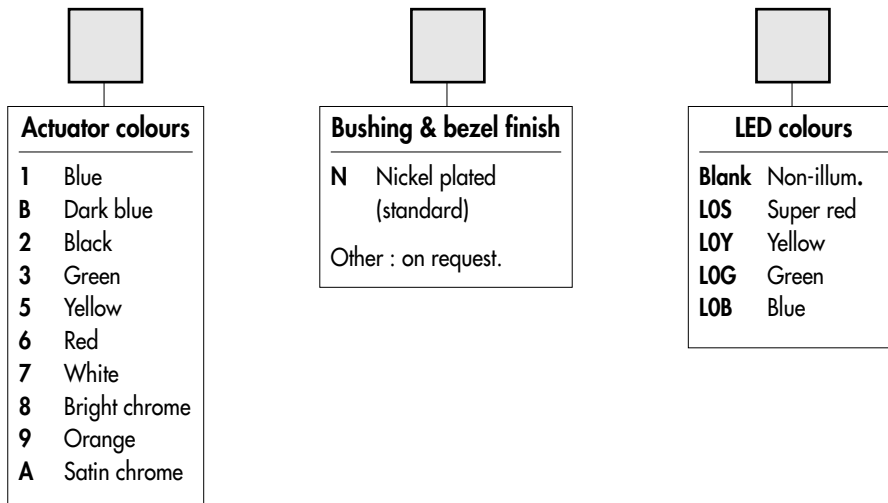 Actuator colours
1 Blue
B Dark blue
2 Black
3 Green
5 Yellow
6 Red
7 White
8 Bright chrome
9 Orange
A Satin chrome
Bushing & bezel finish
N Nickel plated
(standard)
Other : on request.
LED colours
Blank Non-illum.
L0S Super red
L0Y Yellow
L0G Green
L0B Blue